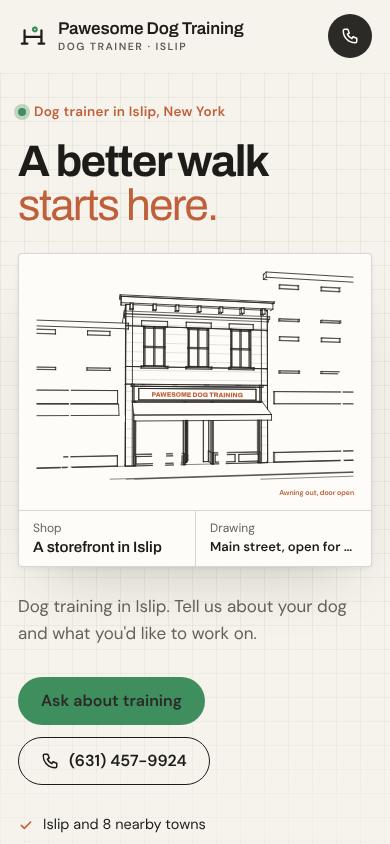 Pawesome Dog Training
DOG TRAINER · ISLIP
Dog trainer in Islip, New York
A better walk
starts here.
PAWESOME DOG TRAINING
Awning out, door open
Shop
A storefront in Islip
Drawing
Main street, open for ...
Dog training in Islip. Tell us about your dog
and what you'd like to work on.
Ask about training
(631) 457-9924
Islip and 8 nearby towns